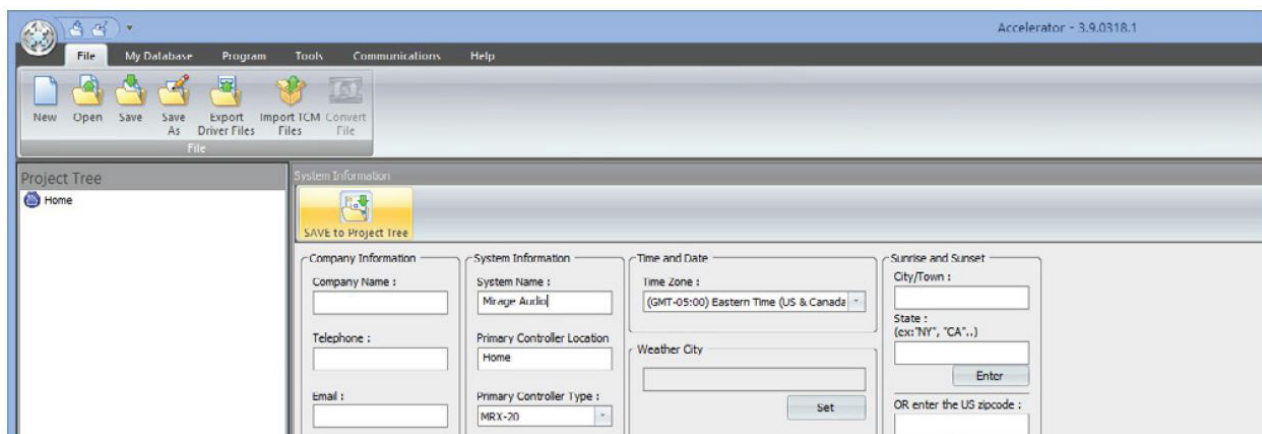 Accelerator - 3.9.0318.1
File My Database Program Tools Communications Help
New Open Save Save As Export Driver Files Import TCM Files Convert File
File
Project Tree
Home
System Information
SAVE to Project Tree
Company Information
Company Name :
Telephone :
Email :
System Information
System Name :
Mirage Audio
Primary Controller Location
Home
Primary Controller Type :
MRX-20
Time and Date
Time Zone :
(GMT-05:00) Eastern Time (US & Canada
Weather City
Set
Sunrise and Sunset
City/Town :
State :
(ex:"NY", "CA"..)
Enter
OR enter the US zipcode :